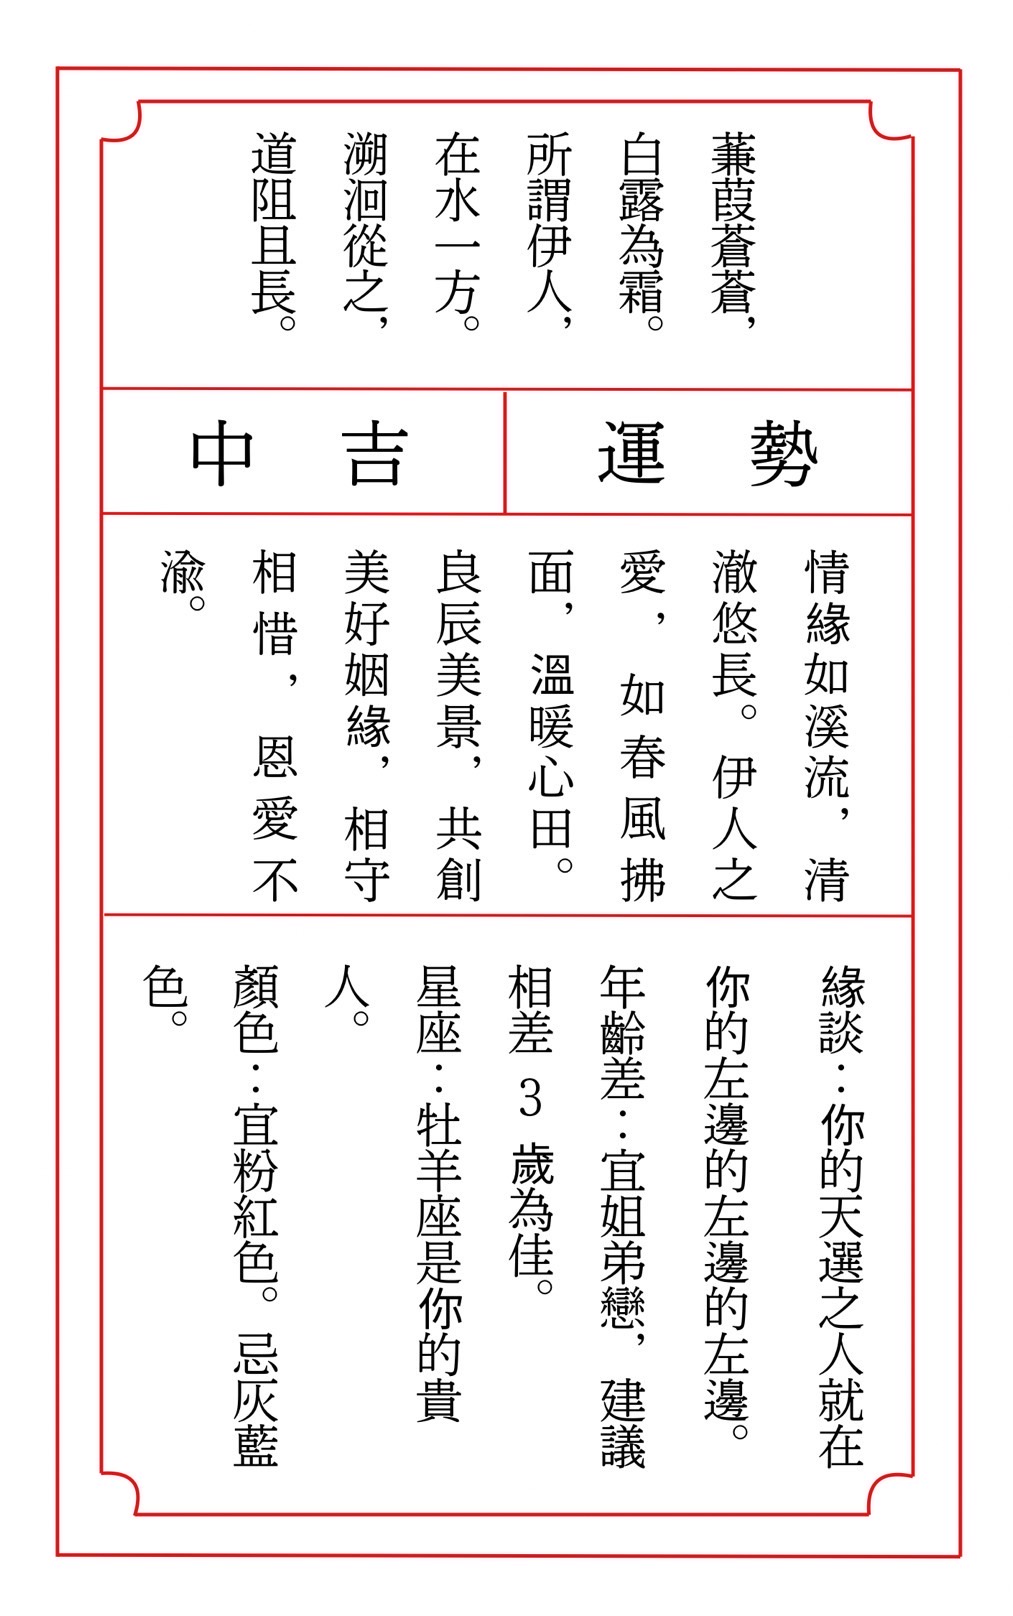 蒹葭蒼蒼，
白露為霜。
所謂伊人，
在水一方。
溯洄從之，
道阻且長。
運勢
中吉
情緣如溪流，清
澈悠長。伊人之
愛，如春風拂
面，溫暖心田。
良辰美景，共創
美好姻緣，相守
相惜，恩愛不
渝。
緣談：你的天選之人就在
你的左邊的左邊的左邊。
年齡差：宜姐弟戀，建議
相差 3 歲為佳。
星座：牡羊座是你的貴
人。
顏色：宜粉紅色。忌灰藍
色。